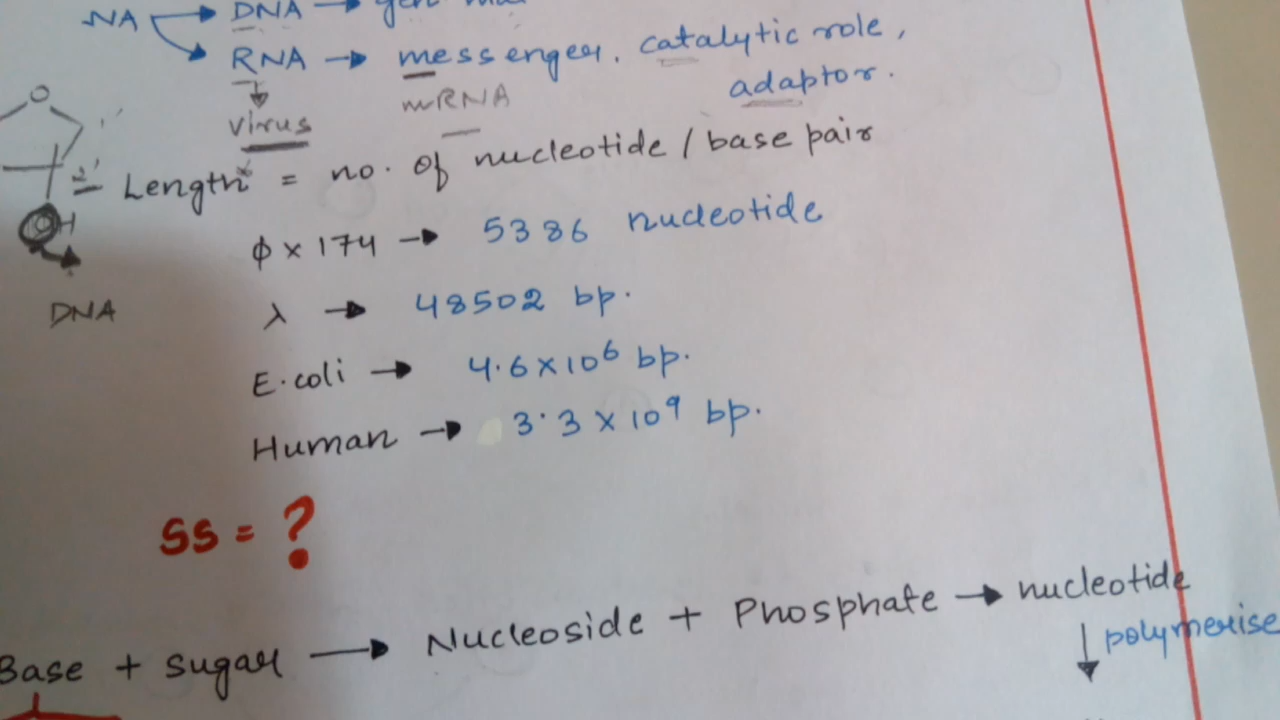 NA → DNA →
RNA → messenger. catalytic role,
adaptor.
mRNA
virus
O
OH
DNA
Length = no. of nucleotide / base pair
ϕ x 174 → 5386 nucleotide
λ → 48502 bp.
E.coli → 4.6 x 10⁶ bp.
Human → 3.3 x 10⁹ bp.
SS = ?
Base + sugar → Nucleoside + Phosphate → nucleotide
↓ polymerise